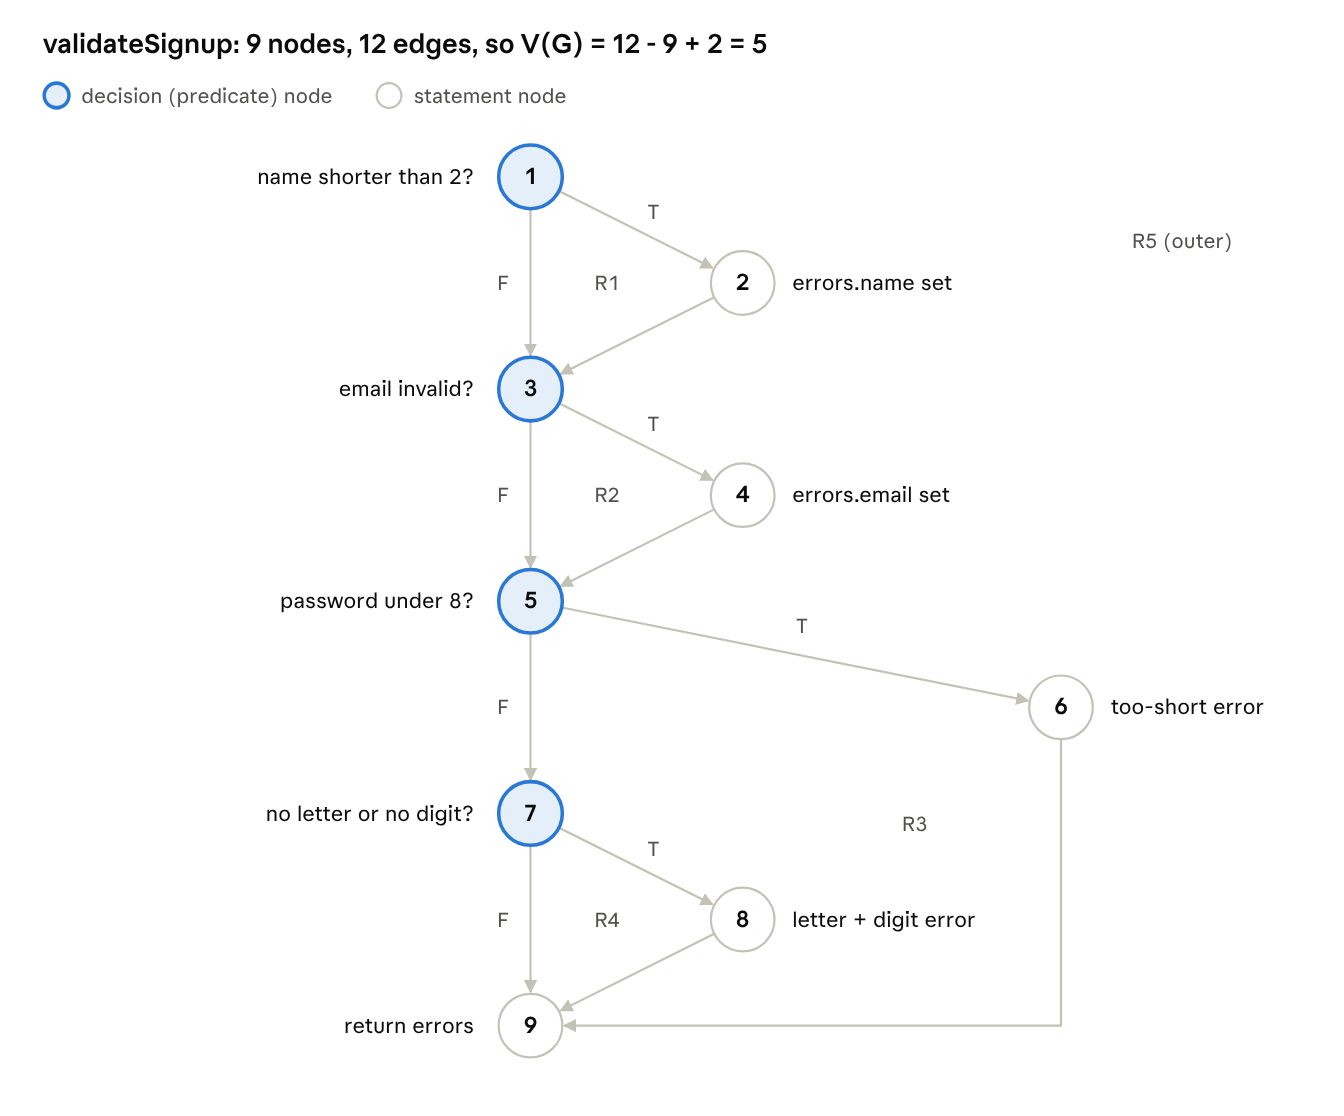 validateSignup: 9 nodes, 12 edges, so V(G) = 12 - 9 + 2 = 5
decision (predicate) node
statement node
name shorter than 2?
1
T
R5 (outer)
F
R1
2
errors.name set
email invalid?
3
T
F
R2
4
errors.email set
password under 8?
5
T
F
6
too-short error
no letter or no digit?
7
R3
T
F
R4
8
letter + digit error
return errors
9